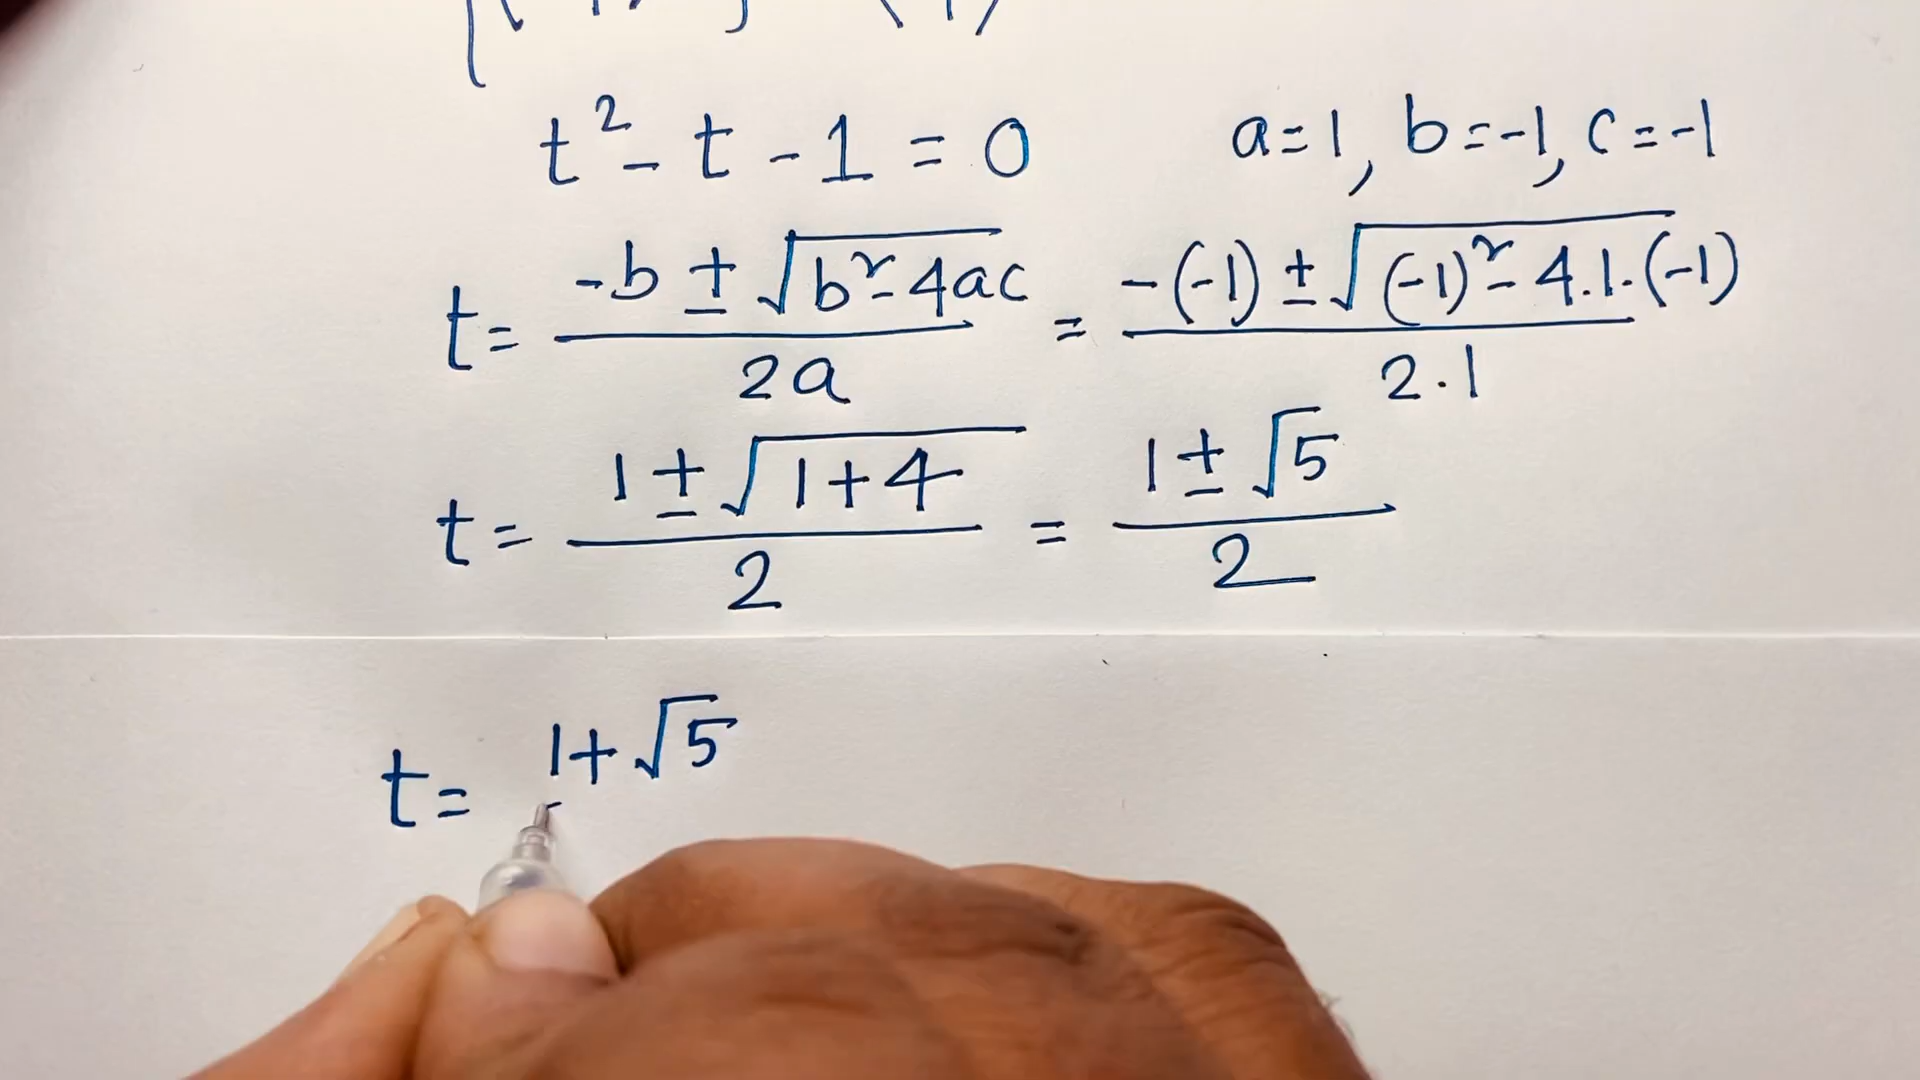 t² - t - 1 = 0   a=1, b=-1, c=-1
t= (-b ± √(b²-4ac))/(2a) = (-(-1) ± √((-1)²-4.1.(-1)))/(2.1)
t= (1 ± √(1+4))/2 = (1 ± √5)/2
t= 1+√5